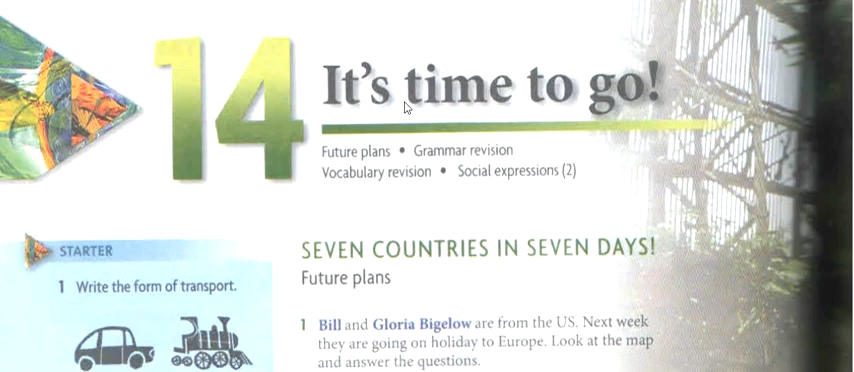 14
It's time to go!
Future plans • Grammar revision
Vocabulary revision • Social expressions (2)
STARTER
1 Write the form of transport.
SEVEN COUNTRIES IN SEVEN DAYS!
Future plans
1 Bill and Gloria Bigelow are from the US. Next week
they are going on holiday to Europe. Look at the map
and answer the questions.